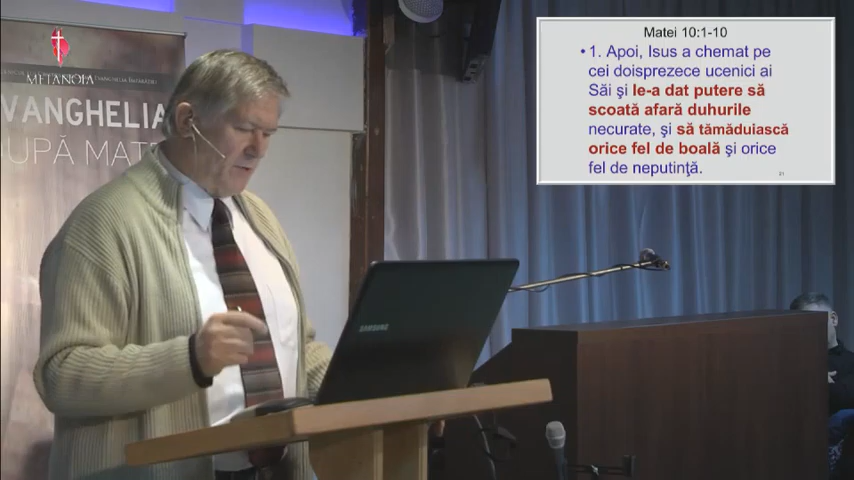 METANOIA
VANGHELIA
DUPĂ MATE
Matei 10:1-10
•1. Apoi, Isus a chemat pe
cei doisprezece ucenici ai
Săi şi le-a dat putere să
scoată afară duhurile
necurate, şi să tămăduiască
orice fel de boală şi orice
fel de neputinţă.
SAMSUNG